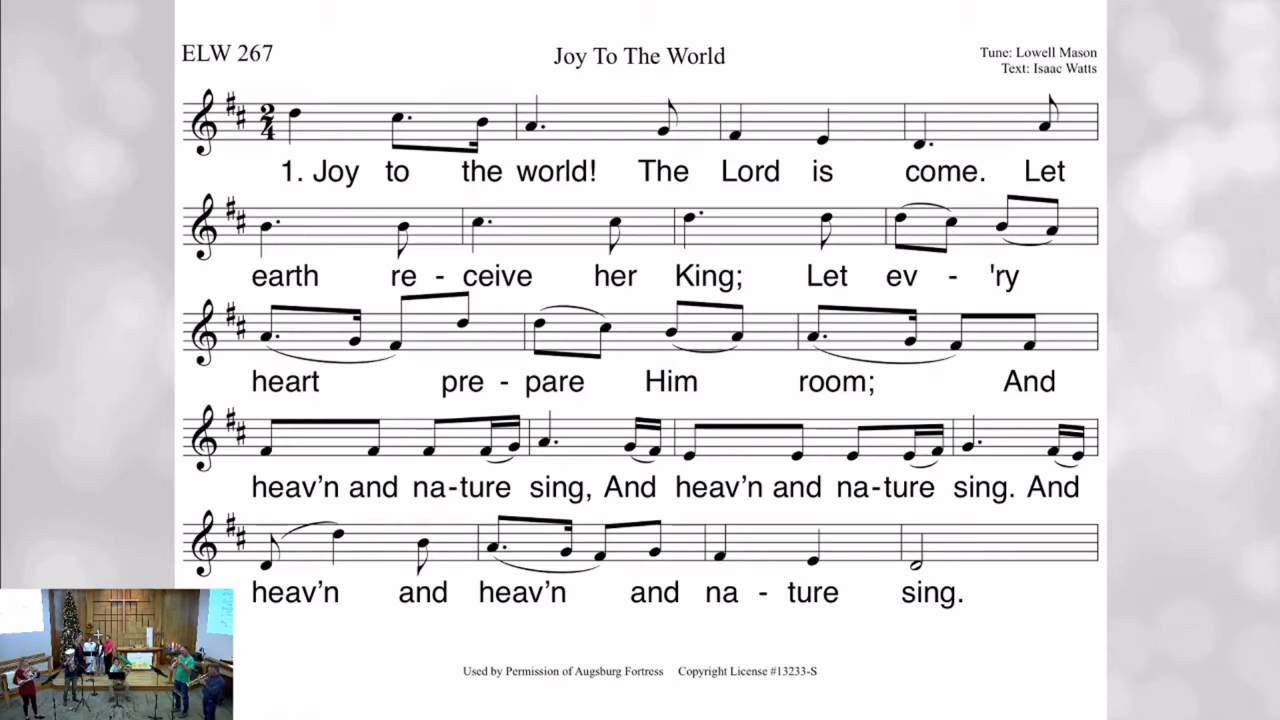 ELW 267
Joy To The World
Tune: Lowell Mason
Text: Isaac Watts
1. Joy to the world! The Lord is come. Let
earth re - ceive her King; Let ev - 'ry
heart pre - pare Him room; And
heav'n and na-ture sing, And heav'n and na-ture sing. And
heav'n and heav'n and na - ture sing.
Used by Permission of Augsburg Fortress Copyright License #13233-S